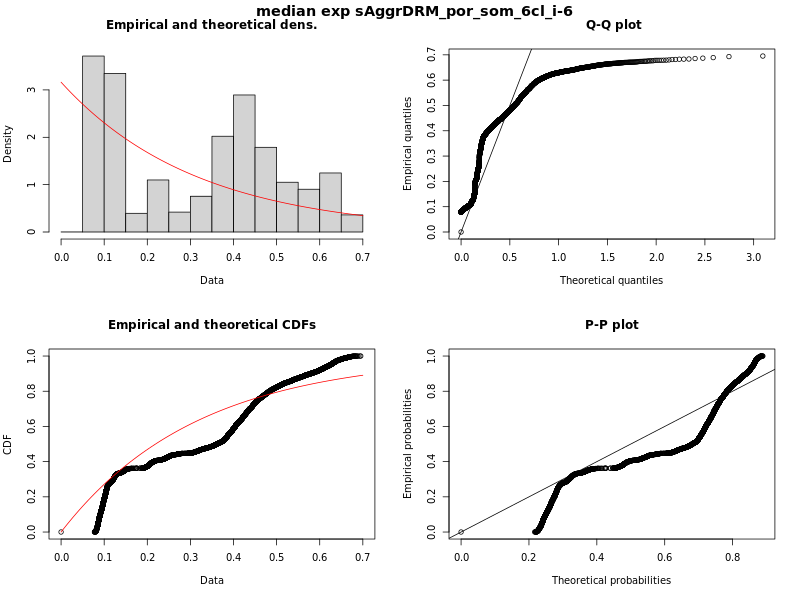 median exp sAggrDRM_por_som_6cl_i-6
Empirical and theoretical dens.
Density
0 1 2 3
0.0 0.1 0.2 0.3 0.4 0.5 0.6 0.7
Data
Q-Q plot
Empirical quantiles
0.0 0.1 0.2 0.3 0.4 0.5 0.6 0.7
0.0 0.5 1.0 1.5 2.0 2.5 3.0
Theoretical quantiles
Empirical and theoretical CDFs
CDF
0.0 0.2 0.4 0.6 0.8 1.0
0.0 0.1 0.2 0.3 0.4 0.5 0.6 0.7
Data
P-P plot
Empirical probabilities
0.0 0.2 0.4 0.6 0.8 1.0
0.0 0.2 0.4 0.6 0.8
Theoretical probabilities